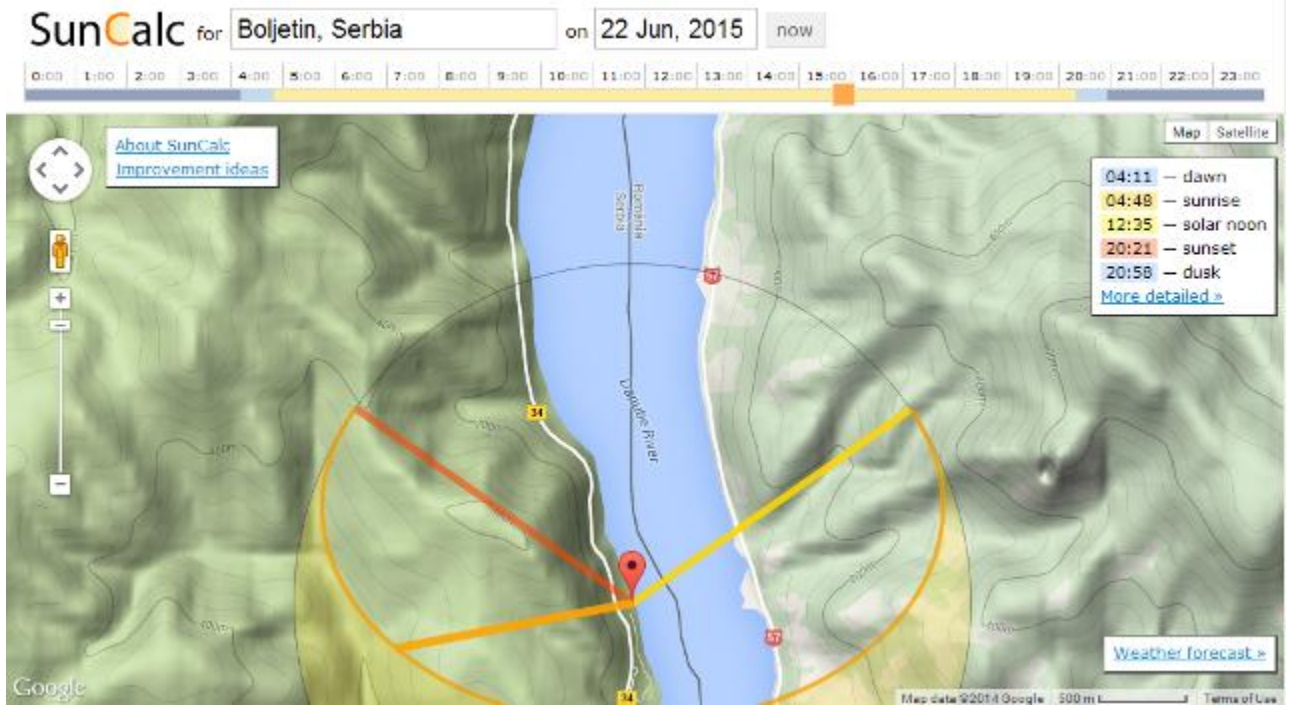 SunCalc for Boljetin, Serbia on 22 Jun, 2015 now
0:00 1:00 2:00 3:00 4:00 5:00 6:00 7:00 8:00 9:00 10:00 11:00 12:00 13:00 14:00 15:00 16:00 17:00 18:00 19:00 20:00 21:00 22:00 23:00
About SunCalc
Improvement ideas
Map Satellite
04:11 — dawn
04:48 — sunrise
12:35 — solar noon
20:21 — sunset
20:58 — dusk
More detailed »
România
Serbia
57
34
Danube River
57
34
Weather forecast »
Google
Map data ©2014 Google 500 m Terms of Use